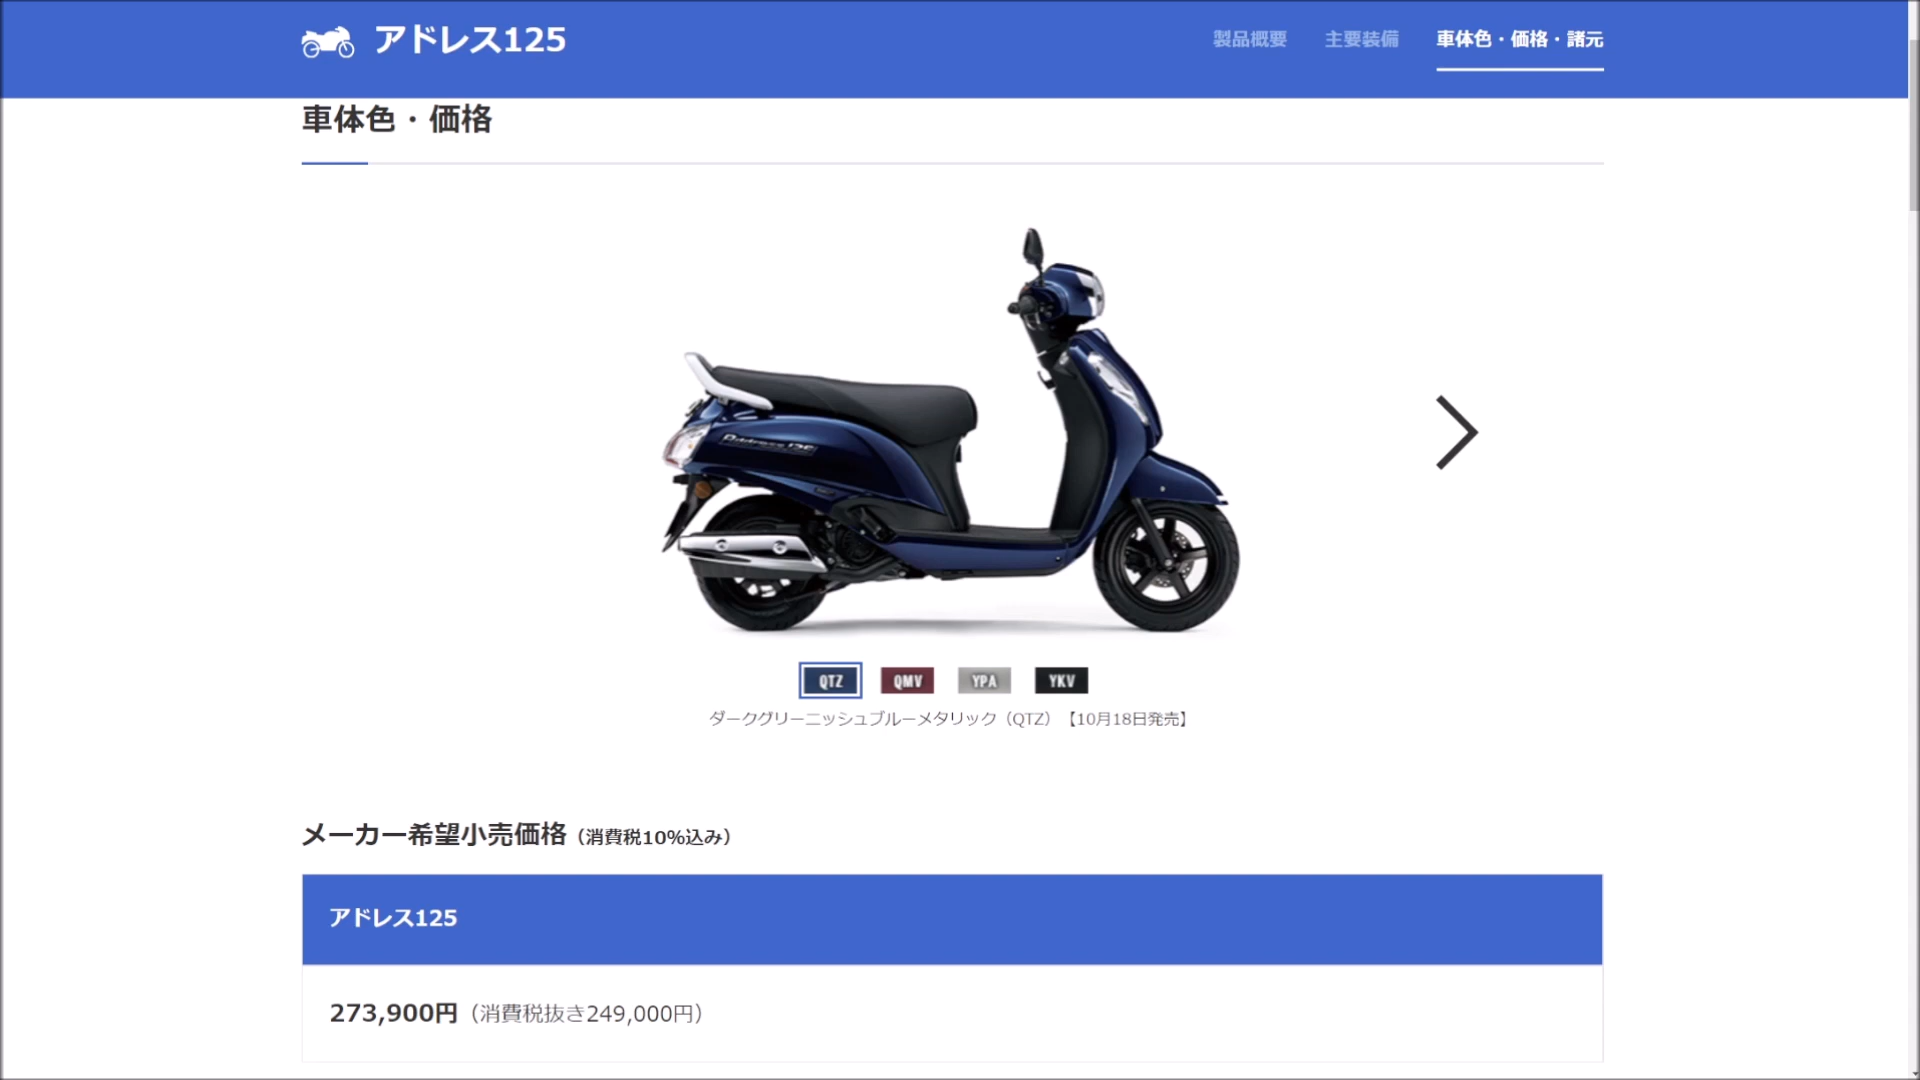 アドレス125
製品概要 主要装備 車体色・価格・諸元
車体色・価格
Address 125
QTZ QMV YPA YKV
ダークグリーニッシュブルーメタリック（QTZ）【10月18日発売】
メーカー希望小売価格（消費税10%込み）
アドレス125
273,900円（消費税抜き249,000円）